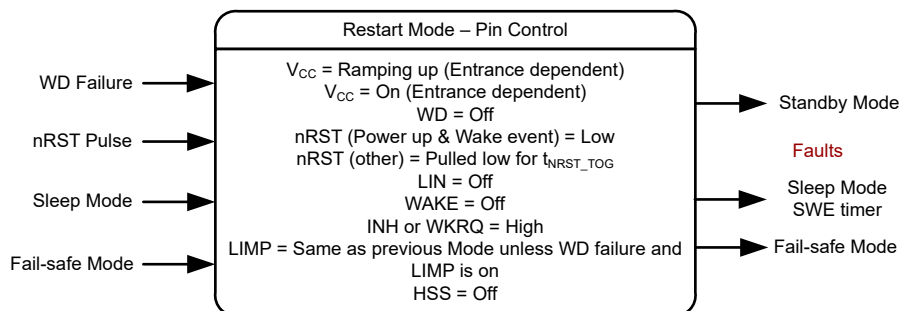 Restart Mode – Pin Control
WD Failure
nRST Pulse
Sleep Mode
Fail-safe Mode
VCC = Ramping up (Entrance dependent)
VCC = On (Entrance dependent)
WD = Off
nRST (Power up & Wake event) = Low
nRST (other) = Pulled low for tNRST_TOG
LIN = Off
WAKE = Off
INH or WKRQ = High
LIMP = Same as previous Mode unless WD failure and
LIMP is on
HSS = Off
Standby Mode
Faults
Sleep Mode
SWE timer
Fail-safe Mode